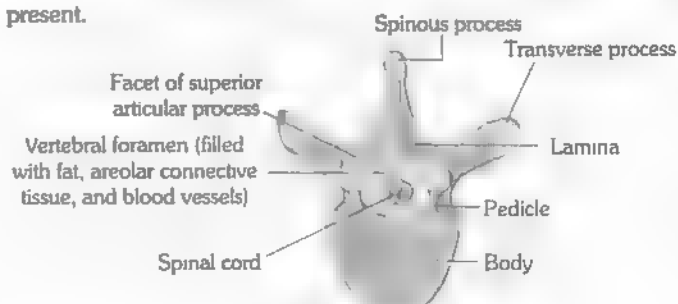 present.
Spinous process
Transverse process
Facet of superior
articular process
Vertebral foramen (filled
with fat, areolar connective
tissue, and blood vessels)
Lamina
Pedicle
Spinal cord
Body